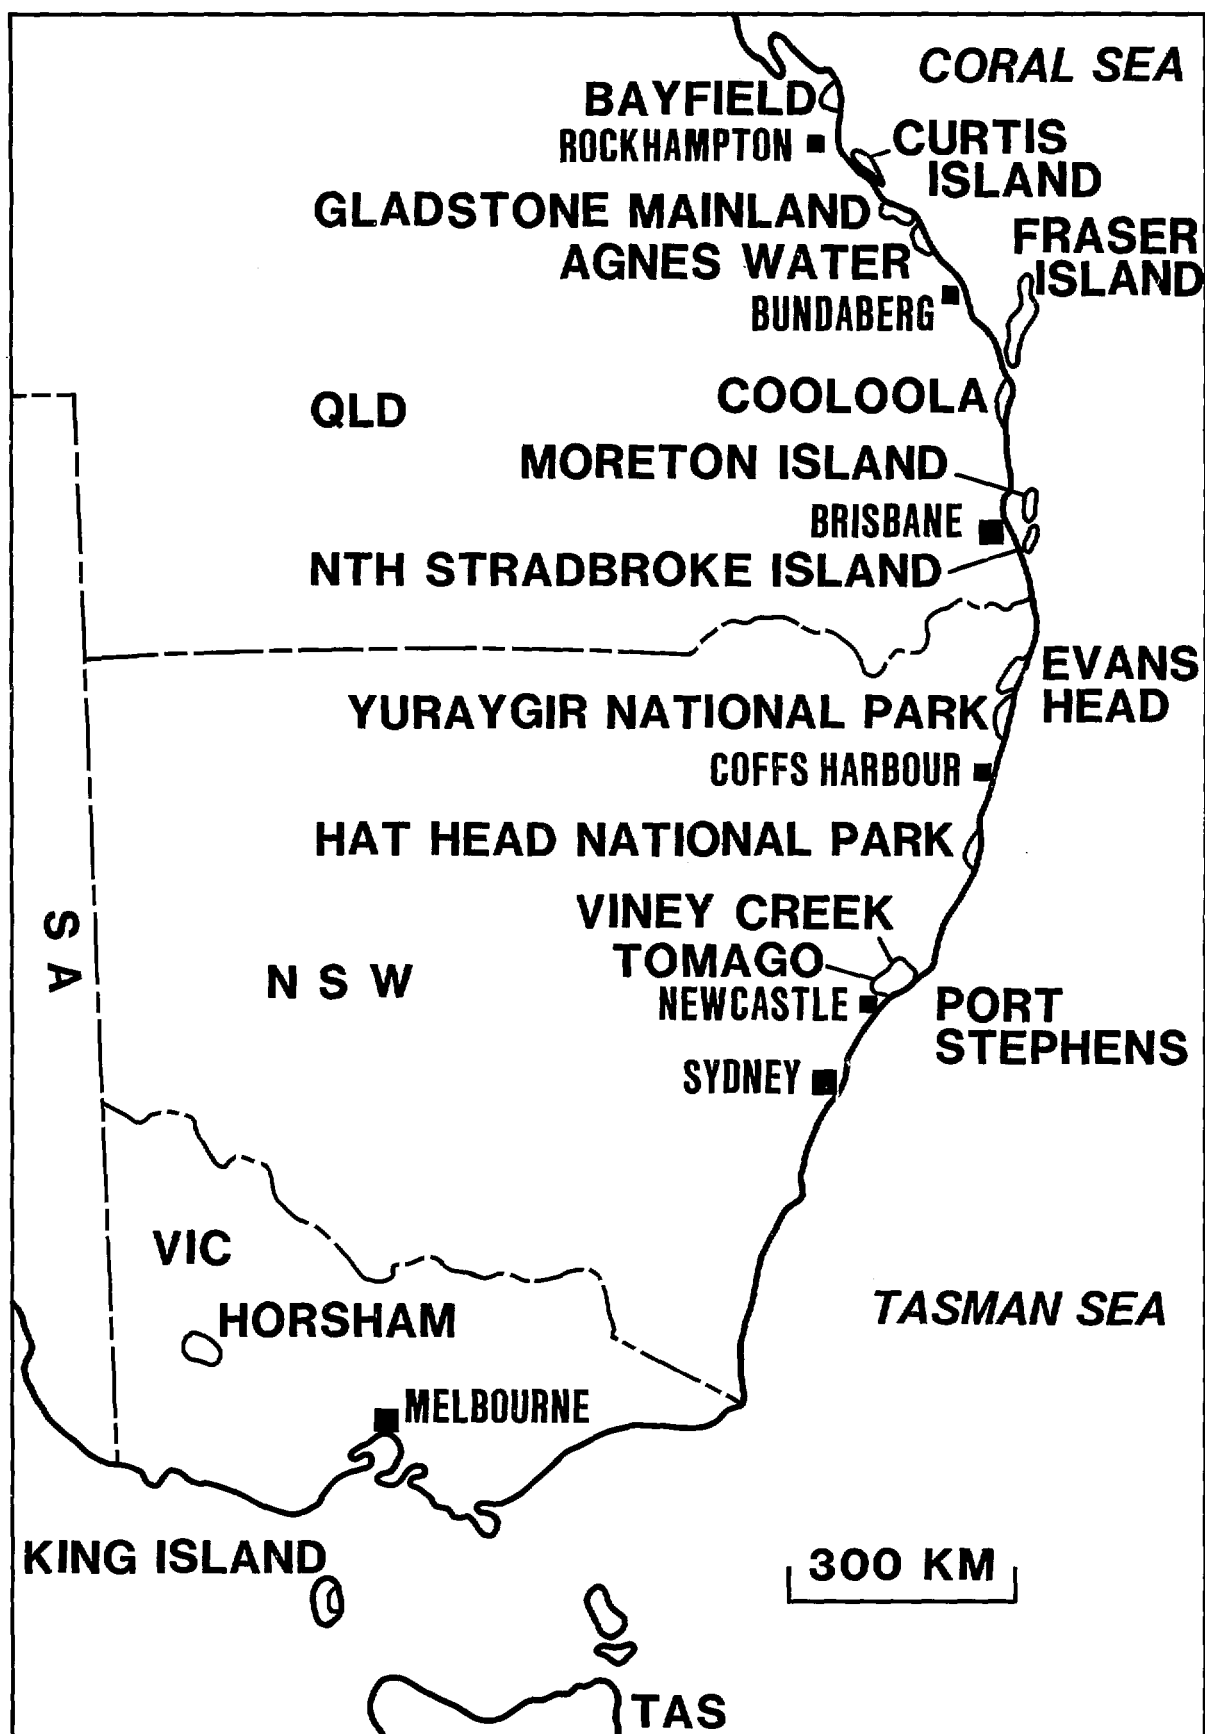 CORAL SEA
BAYFIELD
ROCKHAMPTON
CURTIS
ISLAND
GLADSTONE MAINLAND
AGNES WATER
FRASER
ISLAND
BUNDABERG
QLD
COOLOOLA
MORETON ISLAND
BRISBANE
NTH STRADBROKE ISLAND
EVANS
HEAD
YURAYGIR NATIONAL PARK
COFFS HARBOUR
HAT HEAD NATIONAL PARK
VINEY CREEK
TOMAGO
S A
N S W
NEWCASTLE
PORT
STEPHENS
SYDNEY
VIC
HORSHAM
TASMAN SEA
MELBOURNE
KING ISLAND
300 KM
TAS